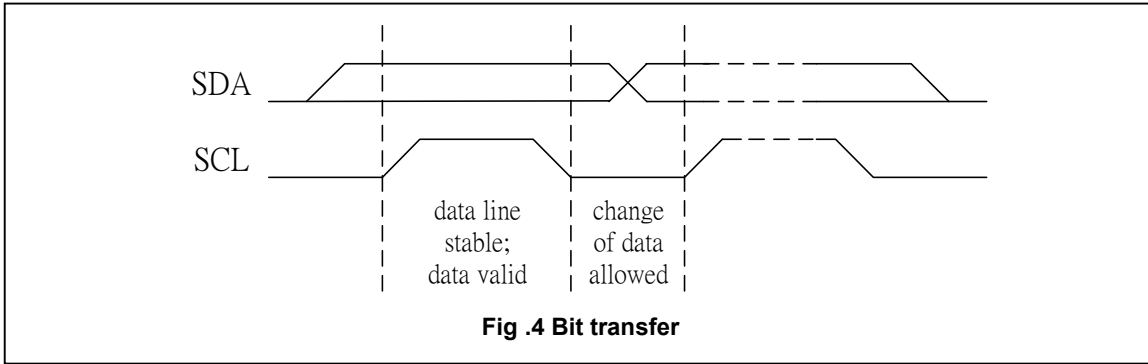 SDA
SCL
data line
stable;
data valid
change
of data
allowed
Fig .4 Bit transfer